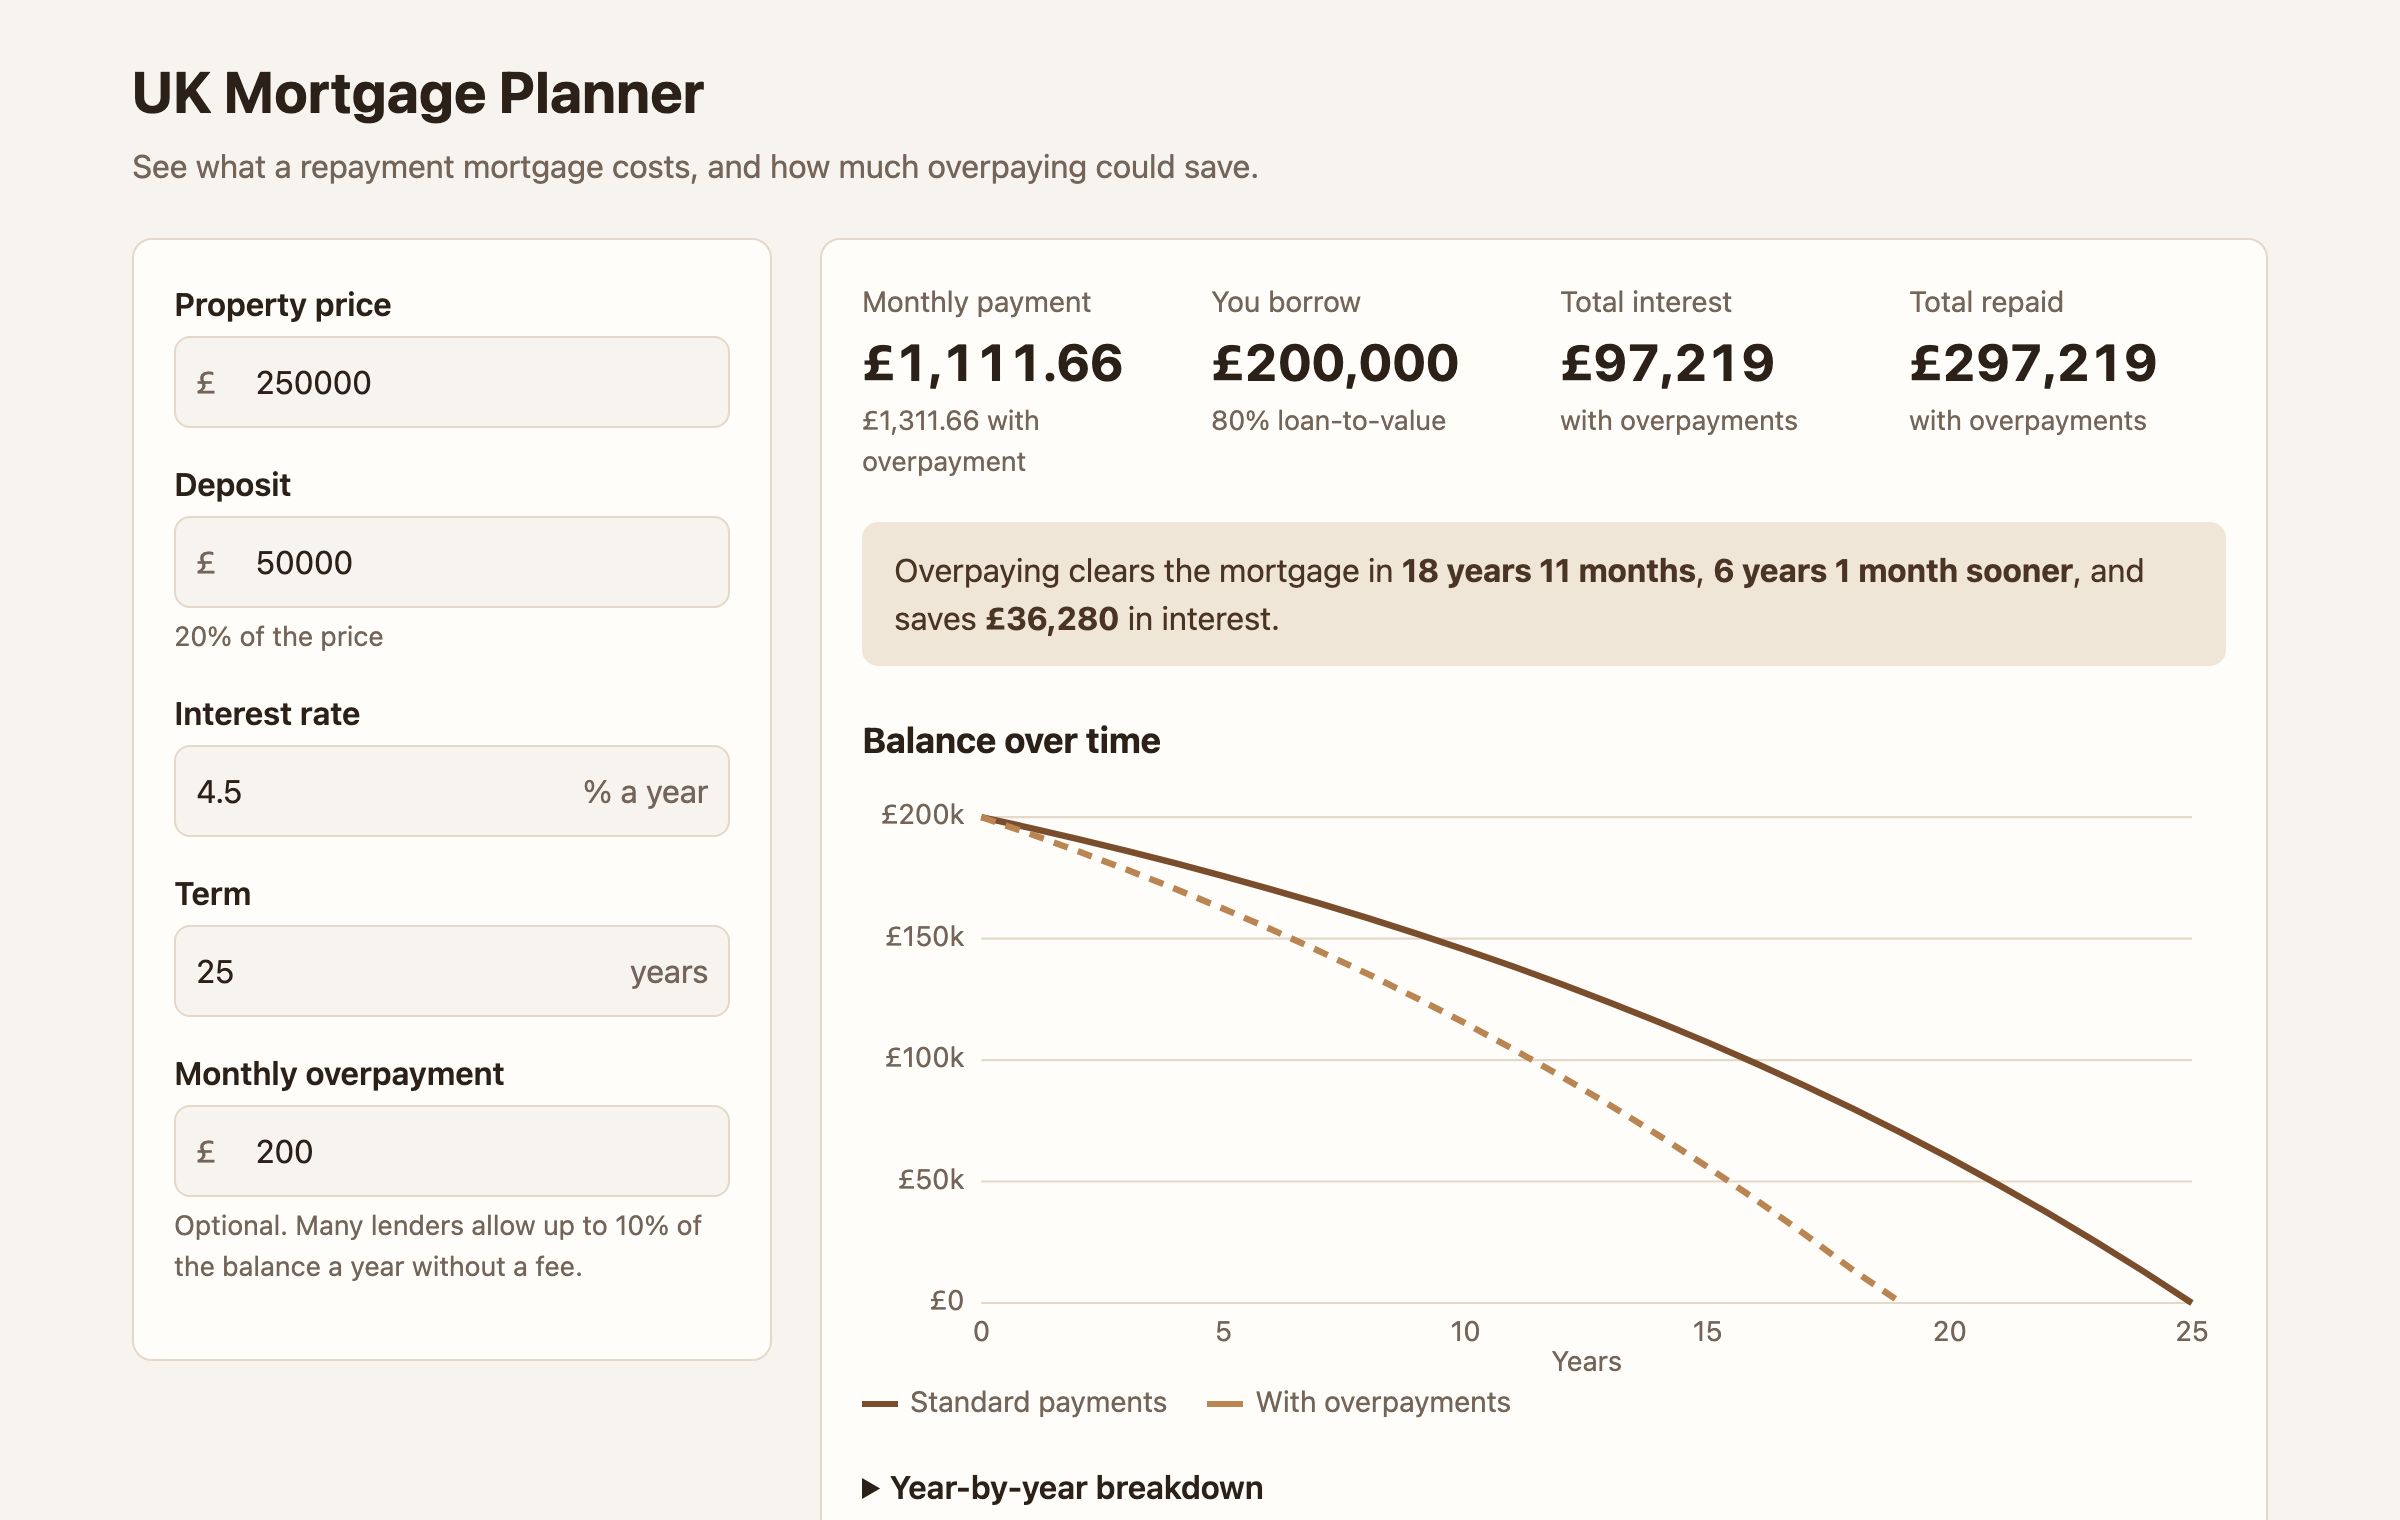 UK Mortgage Planner
See what a repayment mortgage costs, and how much overpaying could save.
Property price
£ 250000
Deposit
£ 50000
20% of the price
Interest rate
4.5 % a year
Term
25 years
Monthly overpayment
£ 200
Optional. Many lenders allow up to 10% of
the balance a year without a fee.
Monthly payment
£1,111.66
£1,311.66 with
overpayment
You borrow
£200,000
80% loan-to-value
Total interest
£97,219
with overpayments
Total repaid
£297,219
with overpayments
Overpaying clears the mortgage in 18 years 11 months, 6 years 1 month sooner, and
saves £36,280 in interest.
Balance over time
£200k
£150k
£100k
£50k
£0
0 5 10 15 20 25
Years
Standard payments With overpayments
Year-by-year breakdown